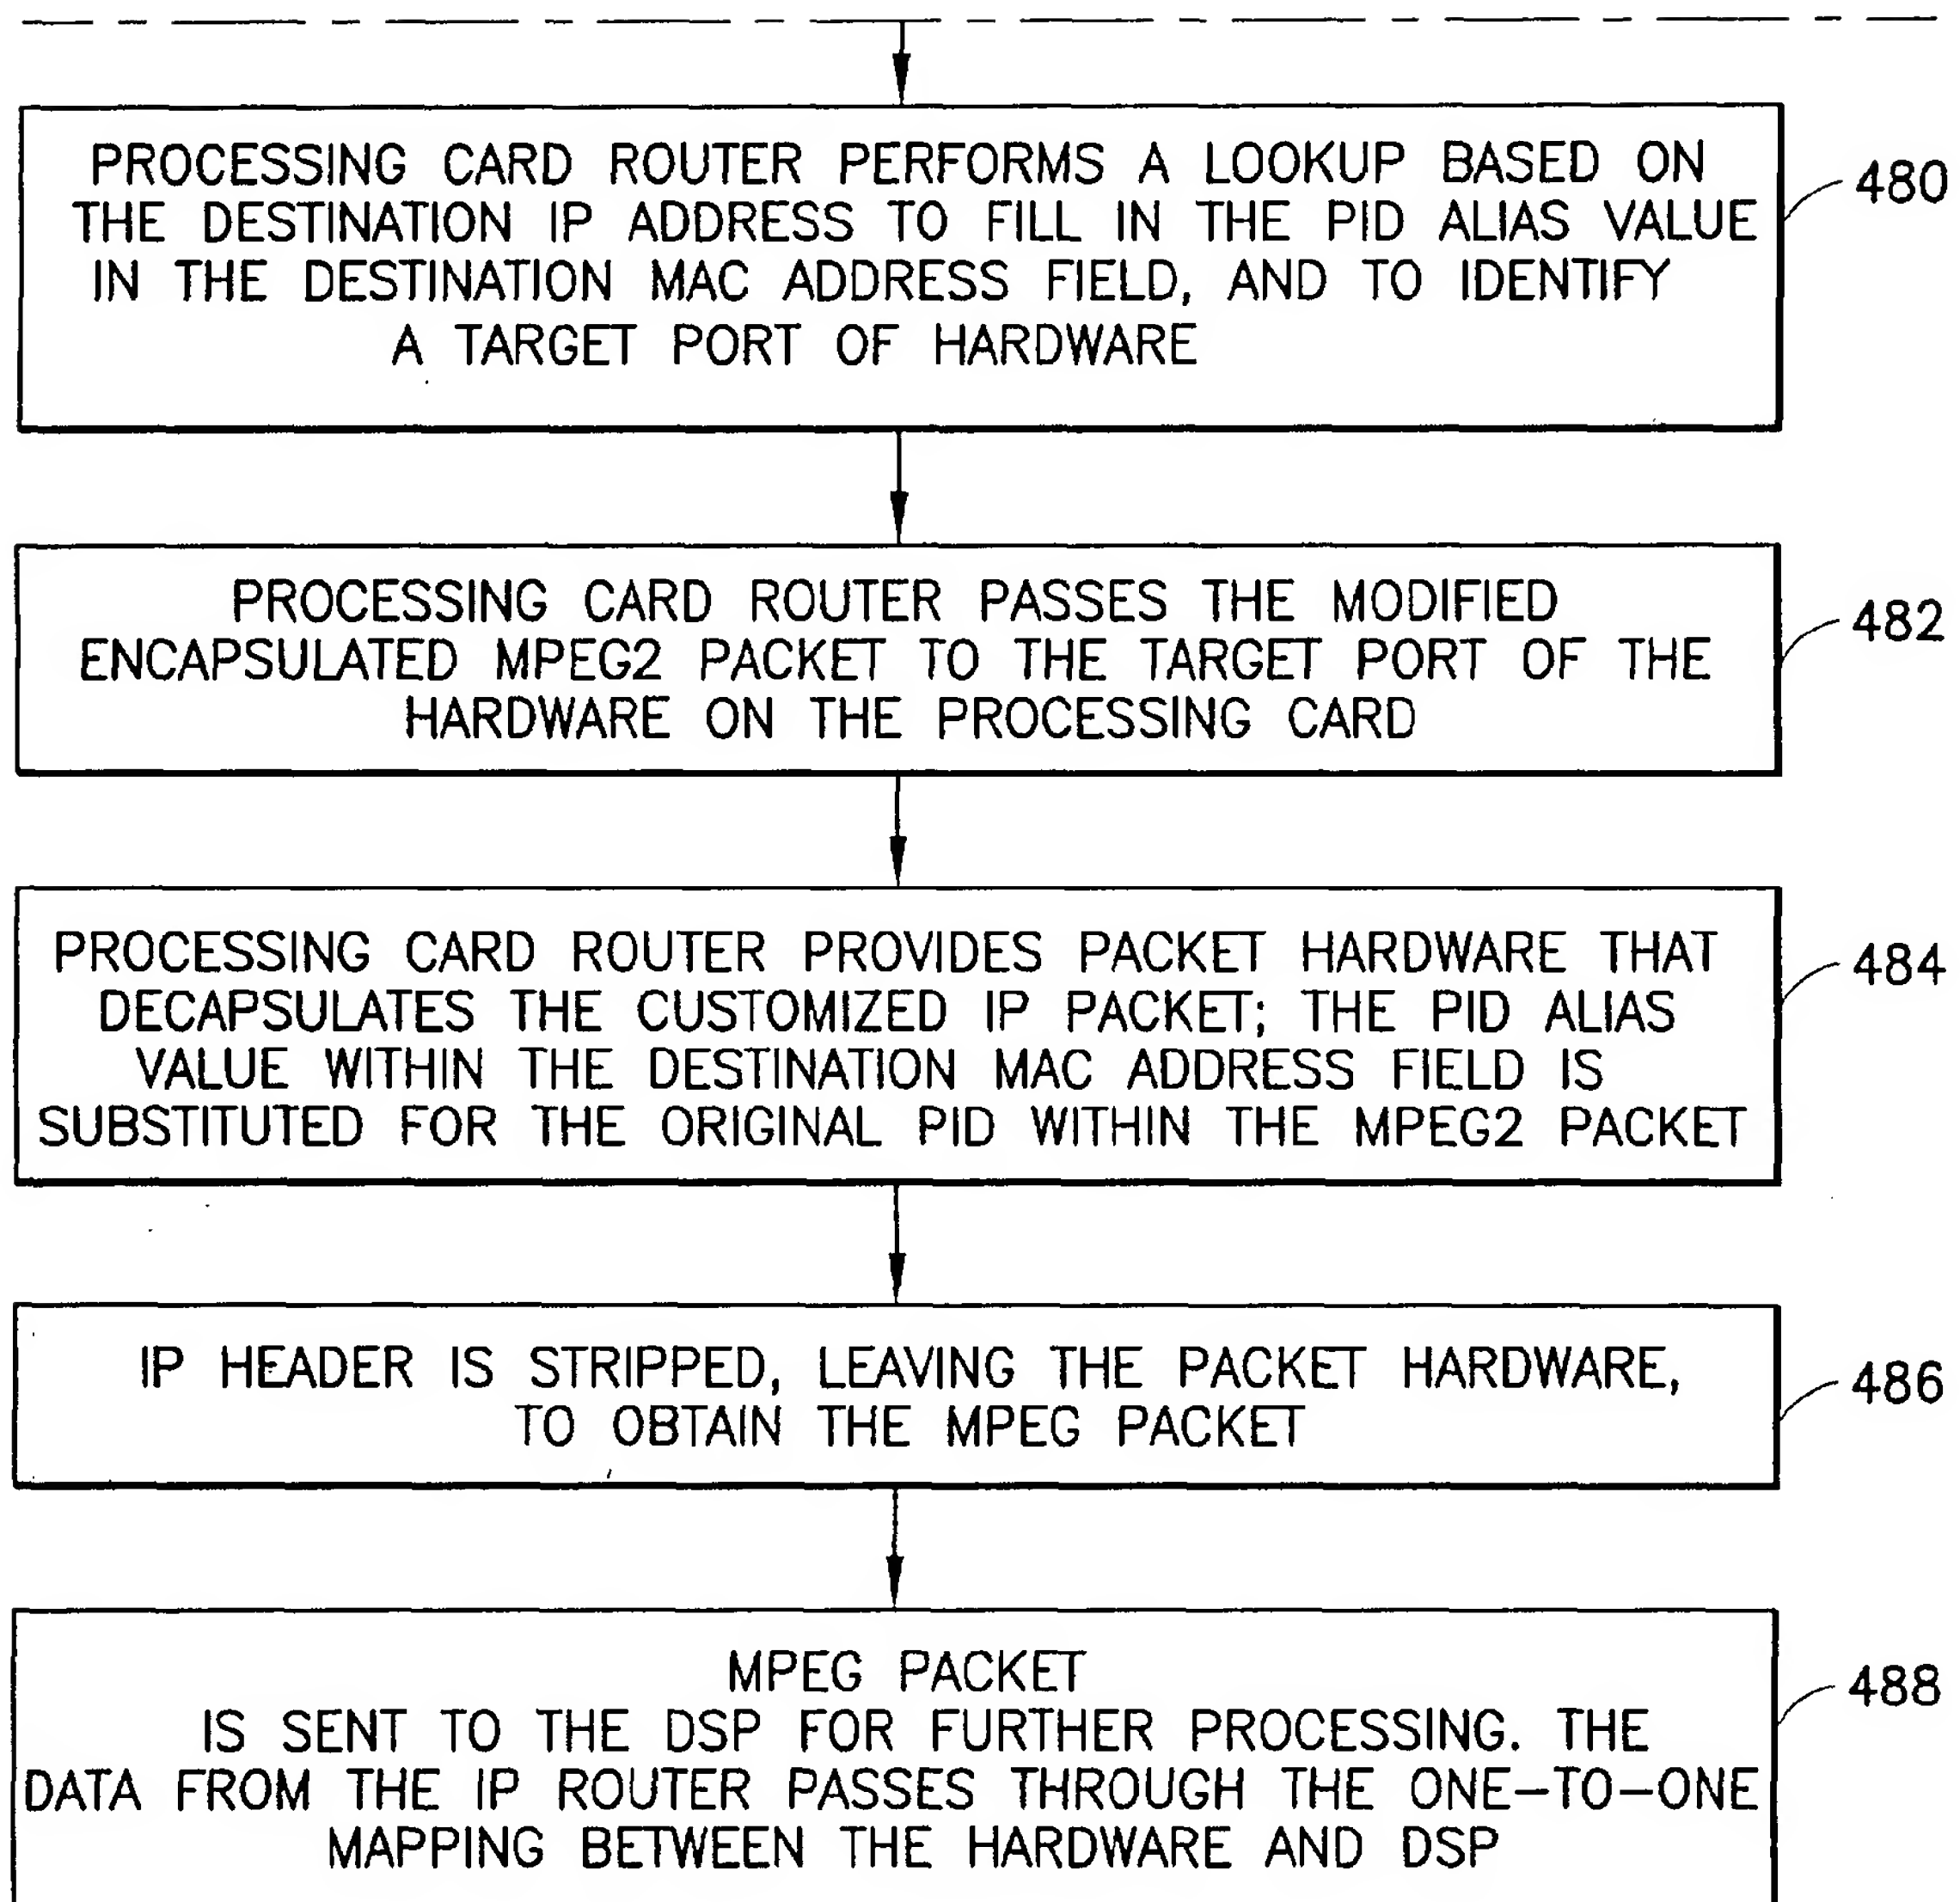 PROCESSING CARD ROUTER PERFORMS A LOOKUP BASED ON
THE DESTINATION IP ADDRESS TO FILL IN THE PID ALIAS VALUE
IN THE DESTINATION MAC ADDRESS FIELD, AND TO IDENTIFY
A TARGET PORT OF HARDWARE
480
PROCESSING CARD ROUTER PASSES THE MODIFIED
ENCAPSULATED MPEG2 PACKET TO THE TARGET PORT OF THE
HARDWARE ON THE PROCESSING CARD
482
PROCESSING CARD ROUTER PROVIDES PACKET HARDWARE THAT
DECAPSULATES THE CUSTOMIZED IP PACKET; THE PID ALIAS
VALUE WITHIN THE DESTINATION MAC ADDRESS FIELD IS
SUBSTITUTED FOR THE ORIGINAL PID WITHIN THE MPEG2 PACKET
484
IP HEADER IS STRIPPED, LEAVING THE PACKET HARDWARE,
TO OBTAIN THE MPEG PACKET
486
MPEG PACKET
IS SENT TO THE DSP FOR FURTHER PROCESSING. THE
DATA FROM THE IP ROUTER PASSES THROUGH THE ONE-TO-ONE
MAPPING BETWEEN THE HARDWARE AND DSP
488